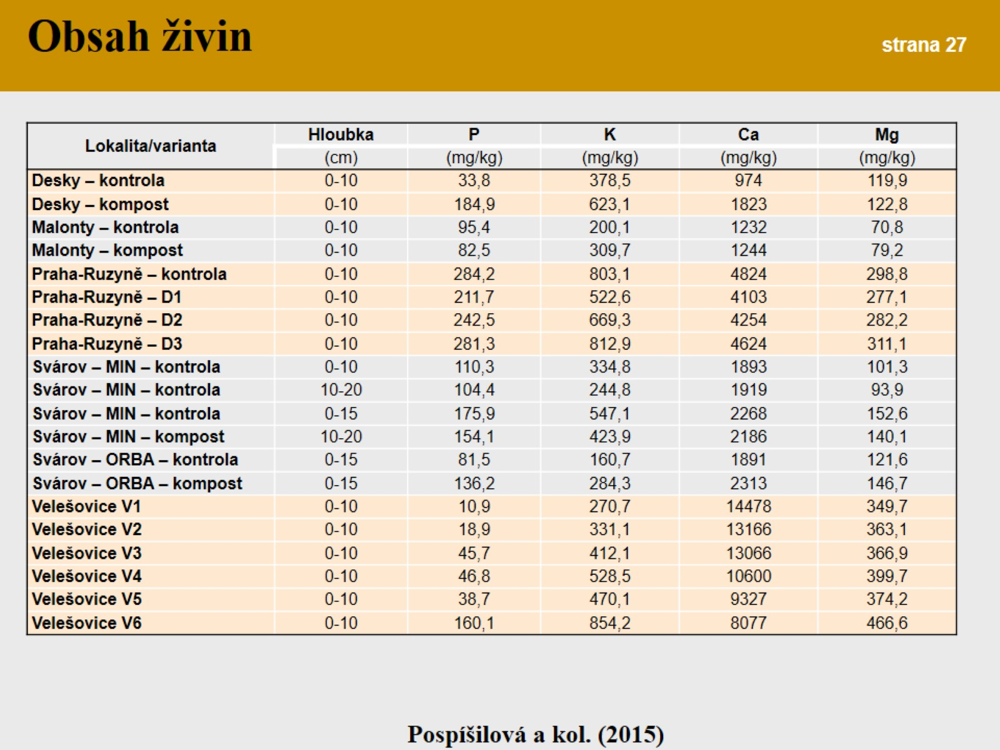 Obsah živin
strana 27
Lokalita/varianta Hloubka P K Ca Mg
(cm) (mg/kg) (mg/kg) (mg/kg) (mg/kg)
Desky – kontrola 0-10 33,8 378,5 974 119,9
Desky – kompost 0-10 184,9 623,1 1823 122,8
Malonty – kontrola 0-10 95,4 200,1 1232 70,8
Malonty – kompost 0-10 82,5 309,7 1244 79,2
Praha-Ruzyně – kontrola 0-10 284,2 803,1 4824 298,8
Praha-Ruzyně – D1 0-10 211,7 522,6 4103 277,1
Praha-Ruzyně – D2 0-10 242,5 669,3 4254 282,2
Praha-Ruzyně – D3 0-10 281,3 812,9 4624 311,1
Svárov – MIN – kontrola 0-10 110,3 334,8 1893 101,3
Svárov – MIN – kontrola 10-20 104,4 244,8 1919 93,9
Svárov – MIN – kontrola 0-15 175,9 547,1 2268 152,6
Svárov – MIN – kompost 10-20 154,1 423,9 2186 140,1
Svárov – ORBA – kontrola 0-15 81,5 160,7 1891 121,6
Svárov – ORBA – kompost 0-15 136,2 284,3 2313 146,7
Velešovice V1 0-10 10,9 270,7 14478 349,7
Velešovice V2 0-10 18,9 331,1 13166 363,1
Velešovice V3 0-10 45,7 412,1 13066 366,9
Velešovice V4 0-10 46,8 528,5 10600 399,7
Velešovice V5 0-10 38,7 470,1 9327 374,2
Velešovice V6 0-10 160,1 854,2 8077 466,6
Pospíšilová a kol. (2015)